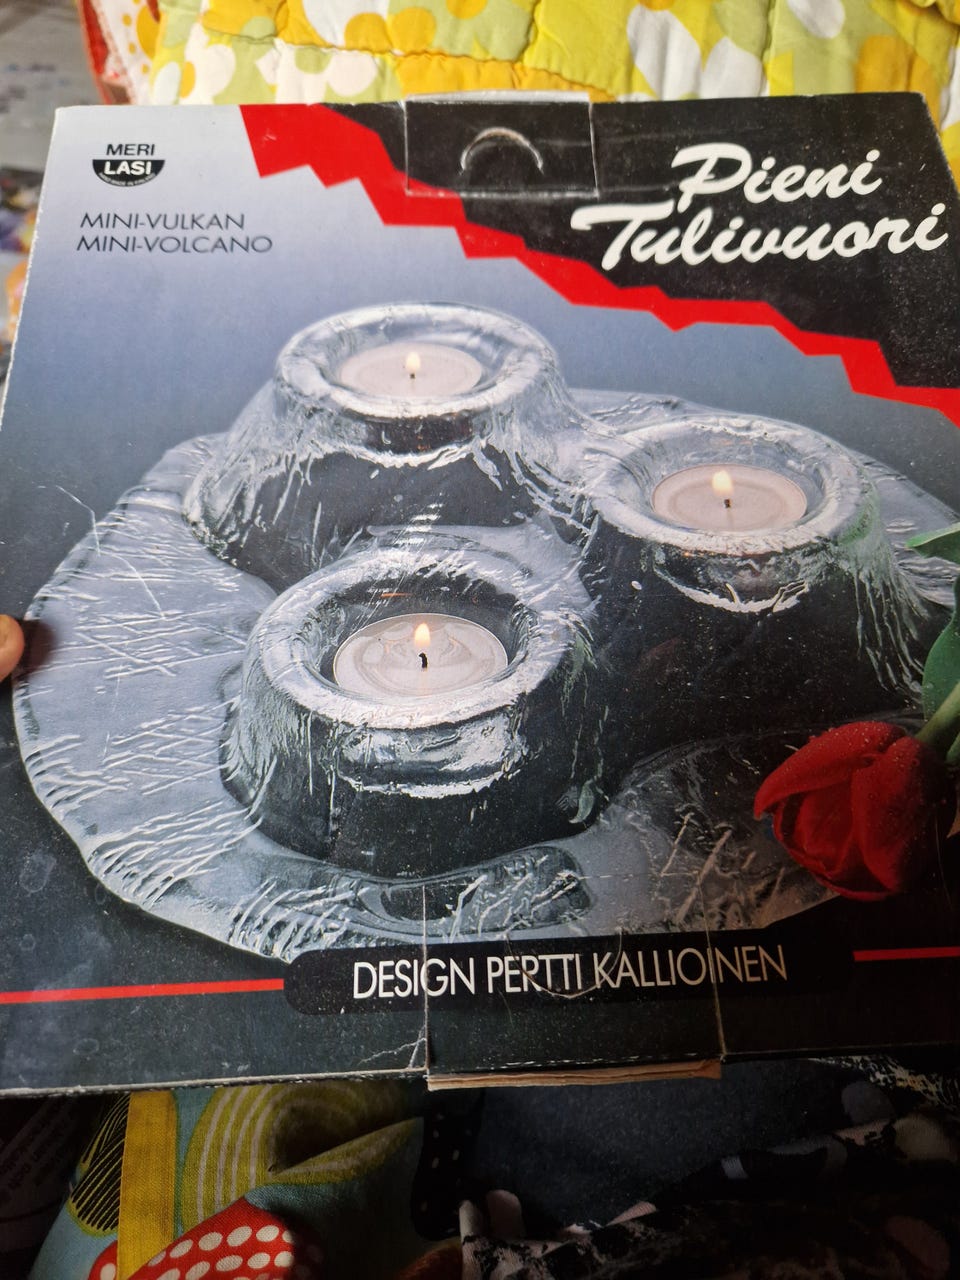 MERI
LASI
MINI-VULKAN
MINI-VOLCANO
Pieni
Tulivuori
DESIGN PERTTI KALLIOINEN